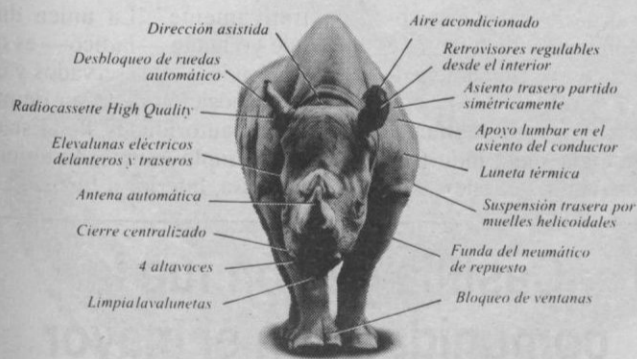 Dirección asistida
Desbloqueo de ruedas
automático
Radiocassette High Quality
Elevalunas eléctricos
delanteros y traseros
Antena automática
Cierre centralizado
4 altavoces
Limpialavalunetas
Aire acondicionado
Retrovisores regulables
desde el interior
Asiento trasero partido
simétricamente
Apoyo lumbar en el
asiento del conductor
Luneta térmica
Suspensión trasera por
muelles helicoidales
Funda del neumático
de repuesto
Bloqueo de ventanas